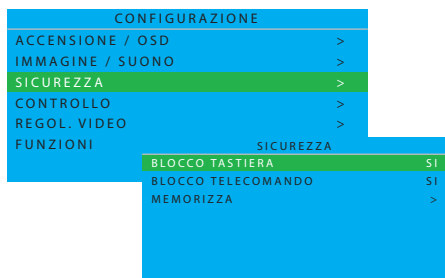 CONFIGURAZIONE
ACCENSIONE / OSD >
IMMAGINE / SUONO >
SICUREZZA >
CONTROLLO >
REGOL. VIDEO >
FUNZIONI
SICUREZZA
BLOCCO TASTIERA SI
BLOCCO TELECOMANDO SI
MEMORIZZA >